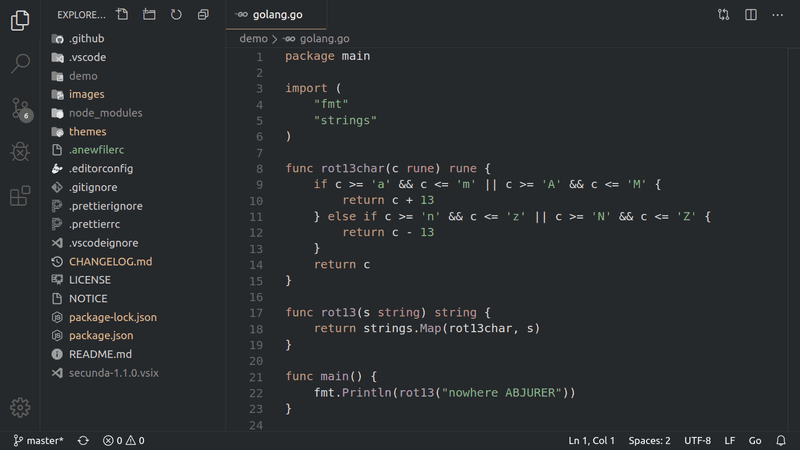 EXPLORE...
golang.go
demo > golang.go
6
.github
.vscode
demo
images
node_modules
themes
.anewfilerc
.editorconfig
.gitignore
.prettierignore
.prettierrc
.vscodeignore
CHANGELOG.md
LICENSE
NOTICE
package-lock.json
package.json
README.md
secunda-1.1.0.vsix
1 package main
2
3 import (
4     "fmt"
5     "strings"
6 )
7
8 func rot13char(c rune) rune {
9     if c >= 'a' && c <= 'm' || c >= 'A' && c <= 'M' {
10         return c + 13
11     } else if c >= 'n' && c <= 'z' || c >= 'N' && c <= 'Z' {
12         return c - 13
13     }
14     return c
15 }
16
17 func rot13(s string) string {
18     return strings.Map(rot13char, s)
19 }
20
21 func main() {
22     fmt.Println(rot13("nowhere ABJURER"))
23 }
24
master* 0 0 Ln 1, Col 1 Spaces: 2 UTF-8 LF Go